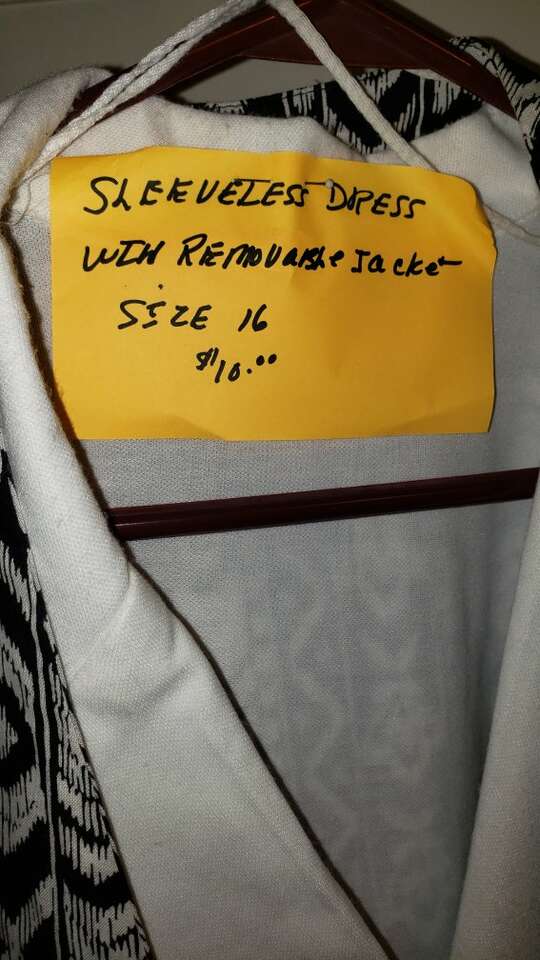 SLEEVELESS DRESS
WITH REMOVABLE JACKET
SIZE 16
$10.00